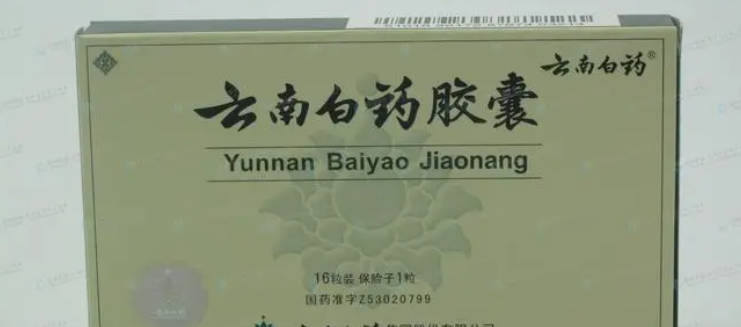 云南白药®
云南白药胶囊
Yunnan Baiyao Jiaonang
16粒装 保险子1粒
国药准字Z53020799